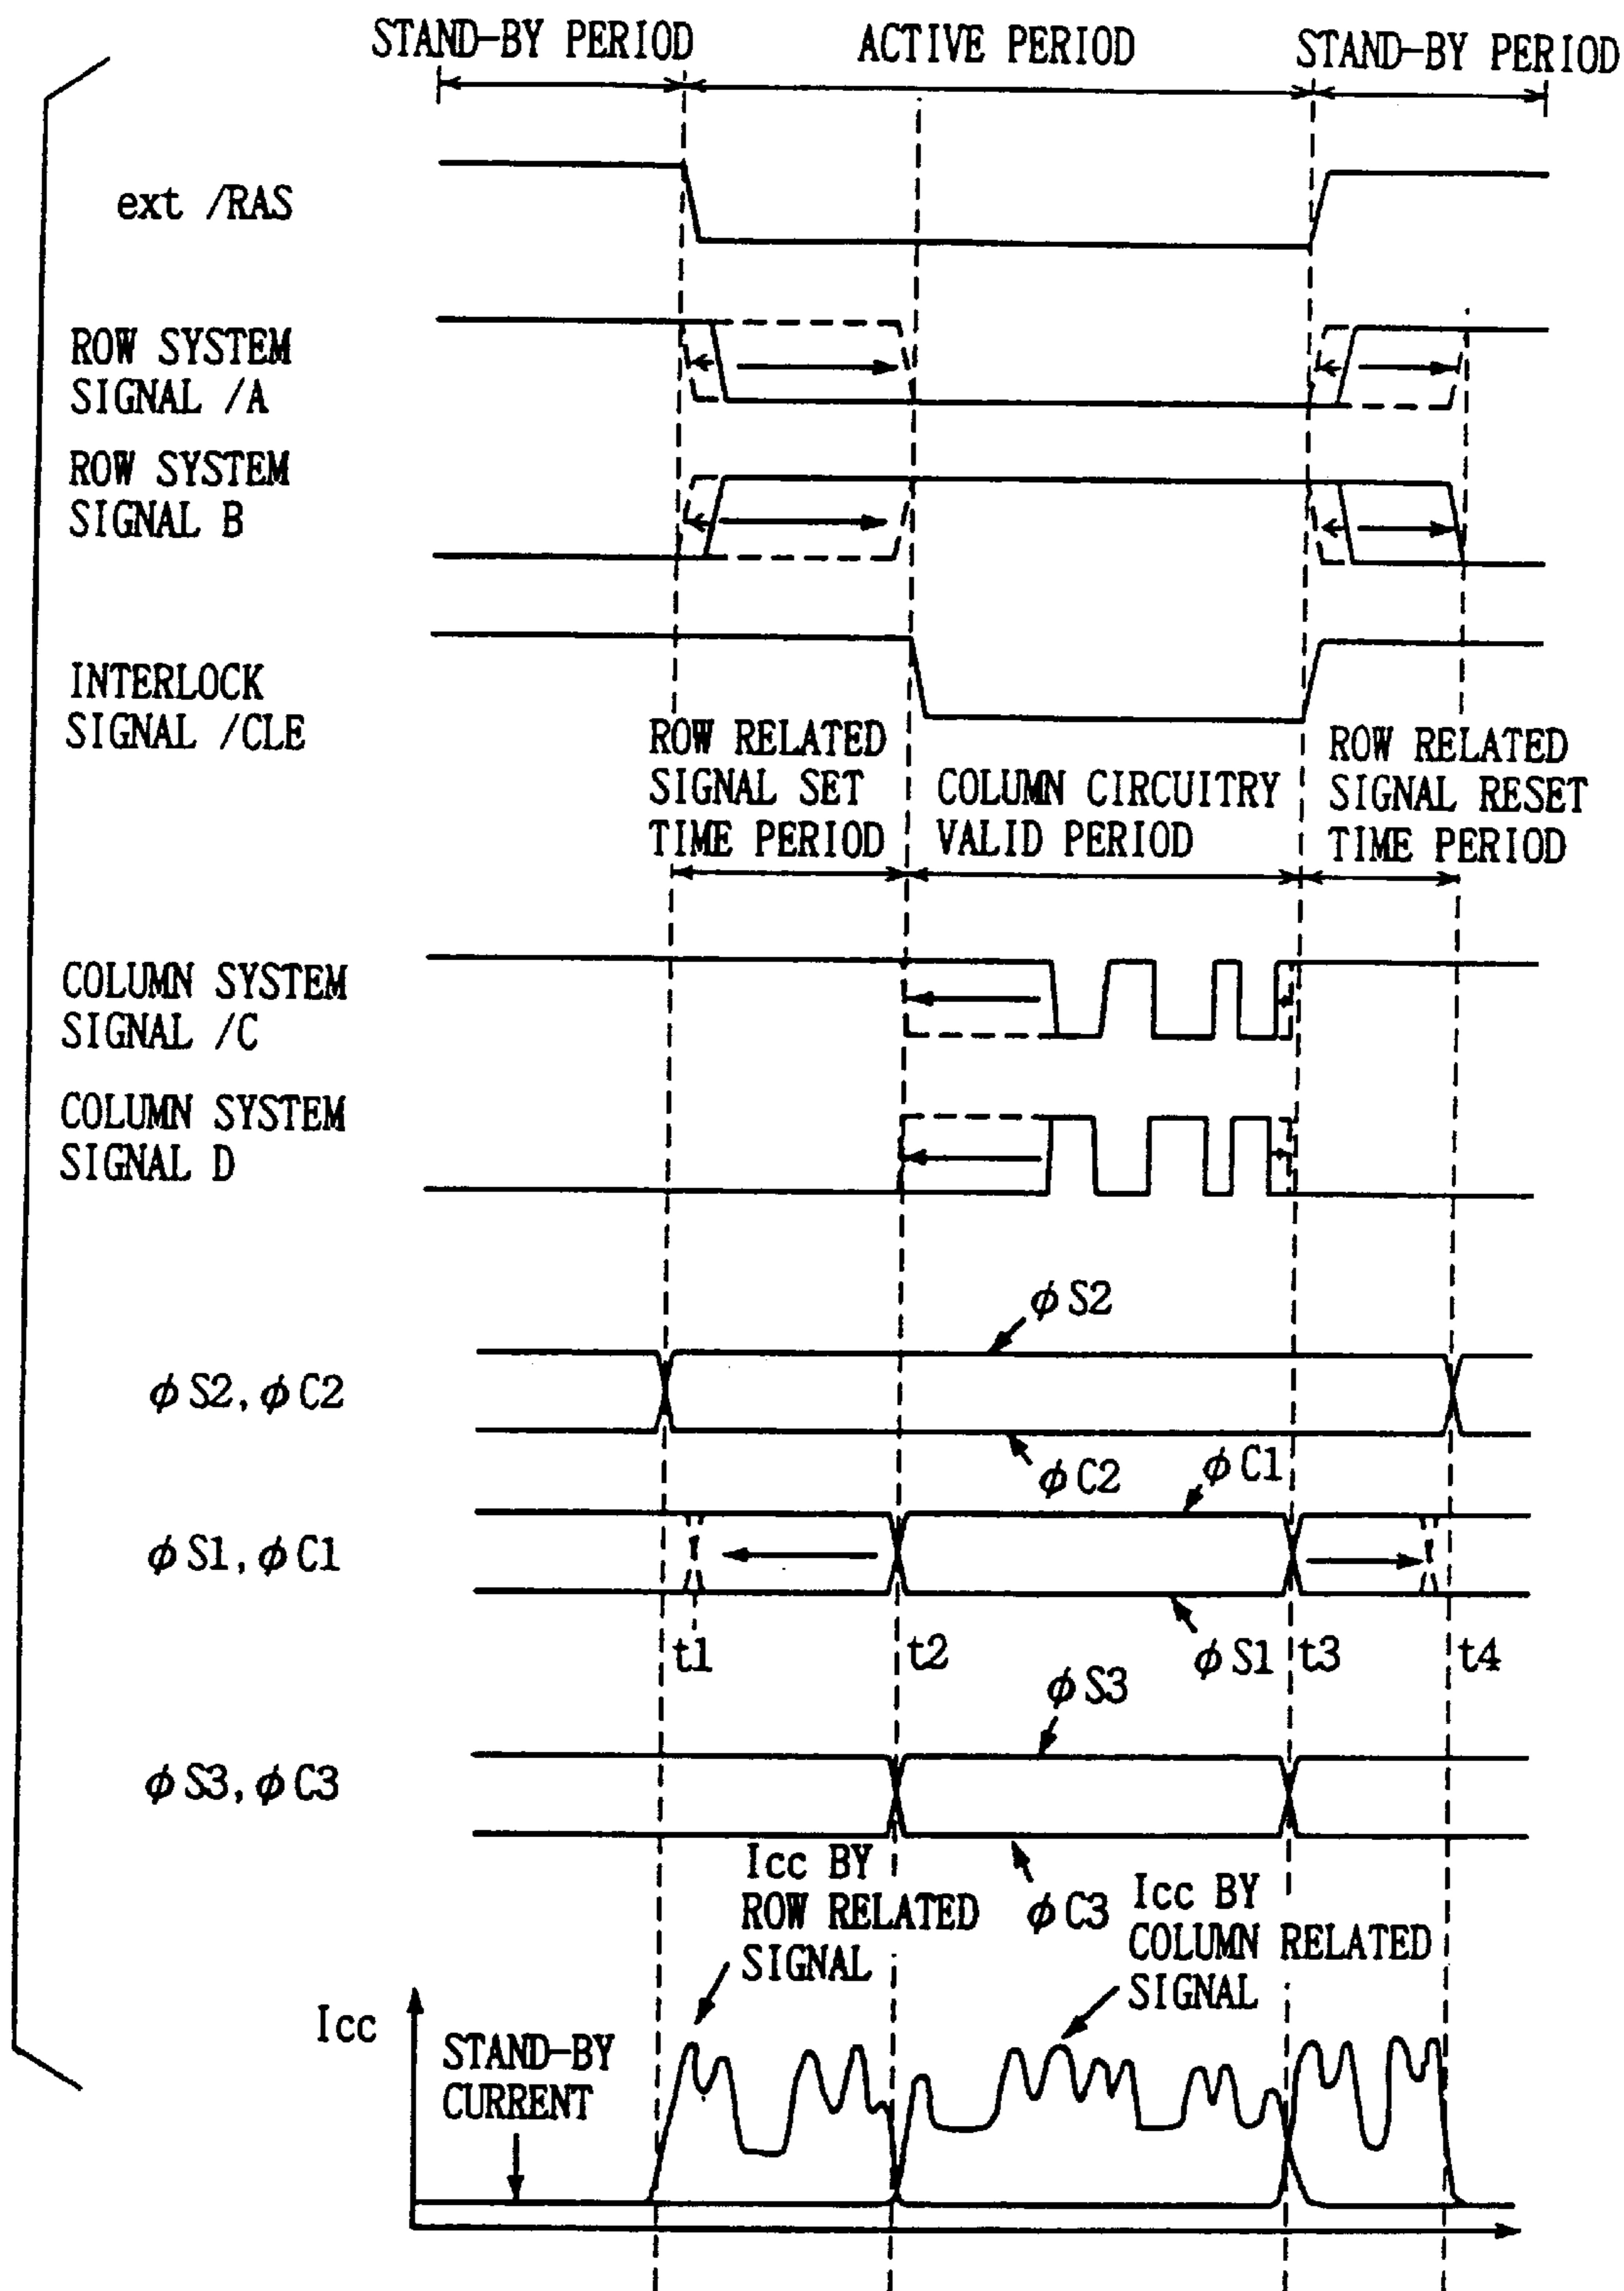 STAND-BY PERIOD
ACTIVE PERIOD
STAND-BY PERIOD
ext /RAS
ROW SYSTEM
SIGNAL /A
ROW SYSTEM
SIGNAL B
INTERLOCK
SIGNAL /CLE
ROW RELATED
SIGNAL SET
TIME PERIOD
COLUMN CIRCUITRY
VALID PERIOD
ROW RELATED
SIGNAL RESET
TIME PERIOD
COLUMN SYSTEM
SIGNAL /C
COLUMN SYSTEM
SIGNAL D
φS2
φS2, φC2
φC2
φC1
φS1, φC1
t1
t2
φS1
t3
t4
φS3
φS3, φC3
φC3
Icc BY
ROW RELATED
SIGNAL
Icc BY
COLUMN RELATED
SIGNAL
Icc
STAND-BY
CURRENT